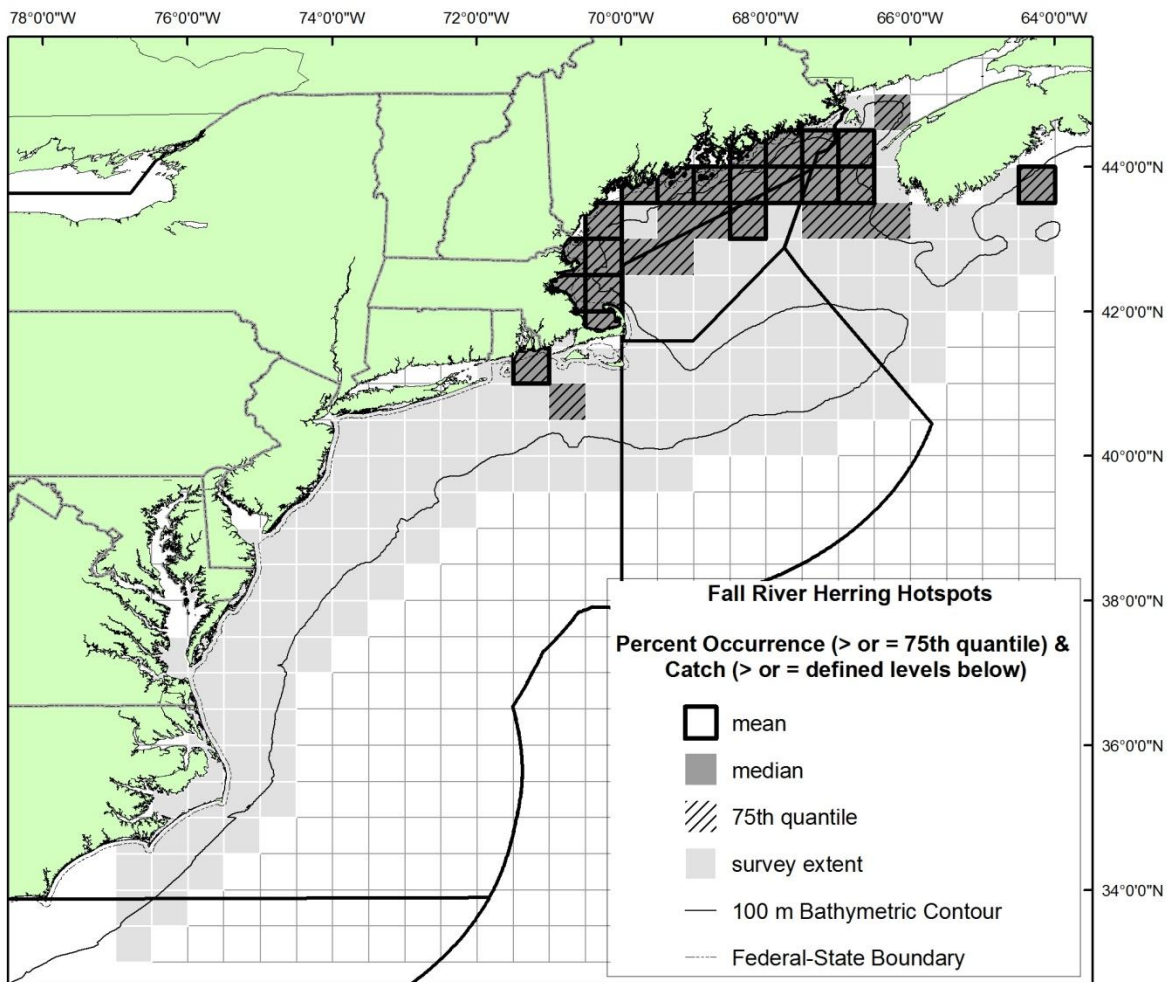 78°0'0"W 76°0'0"W 74°0'0"W 72°0'0"W 70°0'0"W 68°0'0"W 66°0'0"W 64°0'0"W
44°0'0"N
42°0'0"N
40°0'0"N
38°0'0"N
36°0'0"N
34°0'0"N
Fall River Herring Hotspots
Percent Occurrence (> or = 75th quantile) &
Catch (> or = defined levels below)
mean
median
75th quantile
survey extent
100 m Bathymetric Contour
Federal-State Boundary